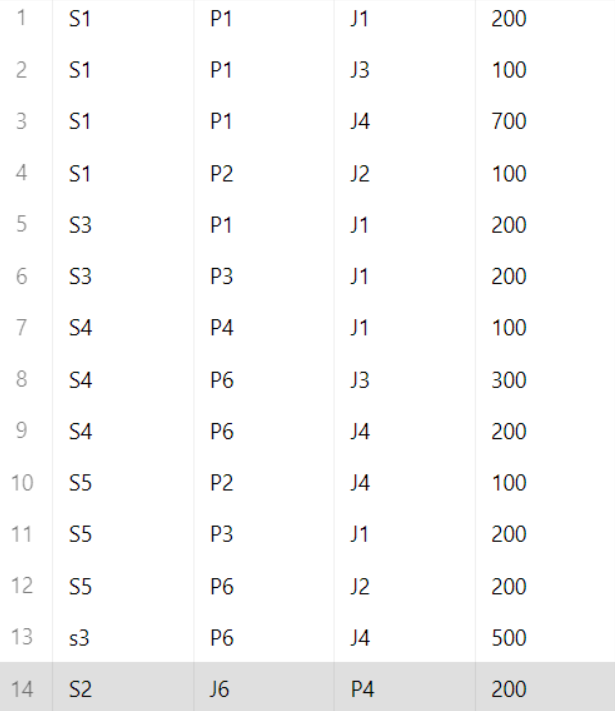 1 S1 P1 J1 200
2 S1 P1 J3 100
3 S1 P1 J4 700
4 S1 P2 J2 100
5 S3 P1 J1 200
6 S3 P3 J1 200
7 S4 P4 J1 100
8 S4 P6 J3 300
9 S4 P6 J4 200
10 S5 P2 J4 100
11 S5 P3 J1 200
12 S5 P6 J2 200
13 s3 P6 J4 500
14 S2 J6 P4 200